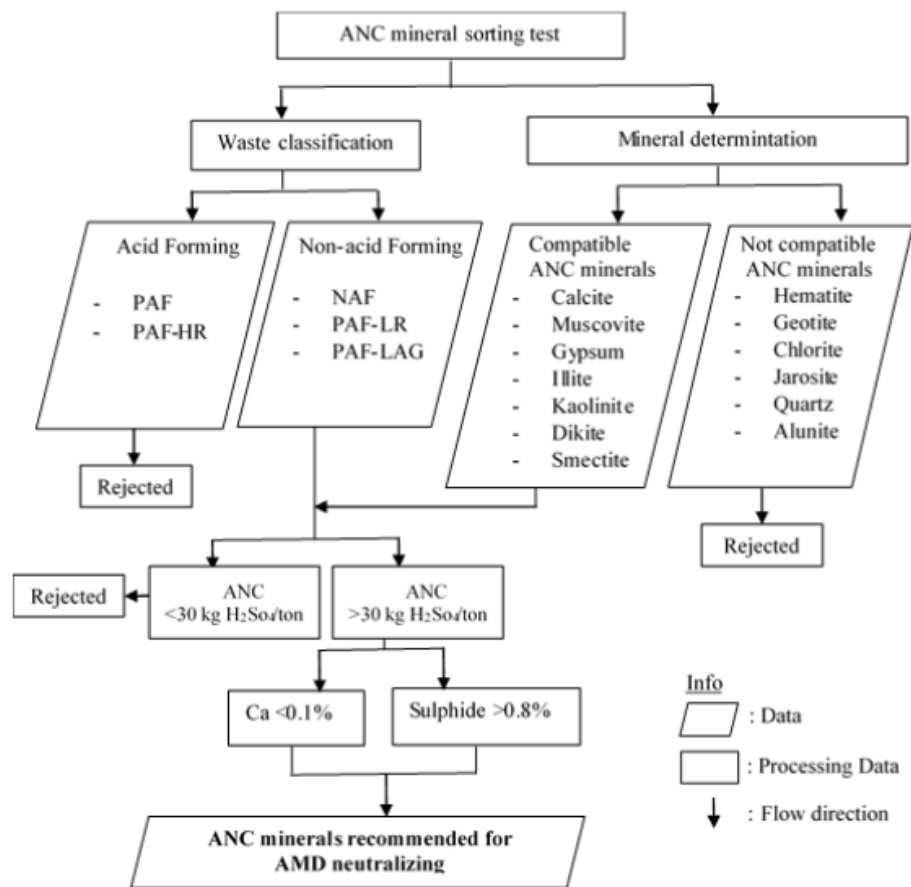 ANC mineral sorting test
Waste classification
Mineral determintation
Acid Forming
- PAF
- PAF-HR
Non-acid Forming
- NAF
- PAF-LR
- PAF-LAG
Compatible
ANC minerals
- Calcite
- Muscovite
- Gypsum
- Illite
- Kaolinite
- Dikite
- Smectite
Not compatible
ANC minerals
- Hematite
- Geotite
- Chlorite
- Jarosite
- Quartz
- Alunite
Rejected
Rejected
Rejected
ANC
<30 kg H₂So₄/ton
ANC
>30 kg H₂So₄/ton
Ca <0.1%
Sulphide >0.8%
ANC minerals recommended for
AMD neutralizing
Info
: Data
: Processing Data
: Flow direction